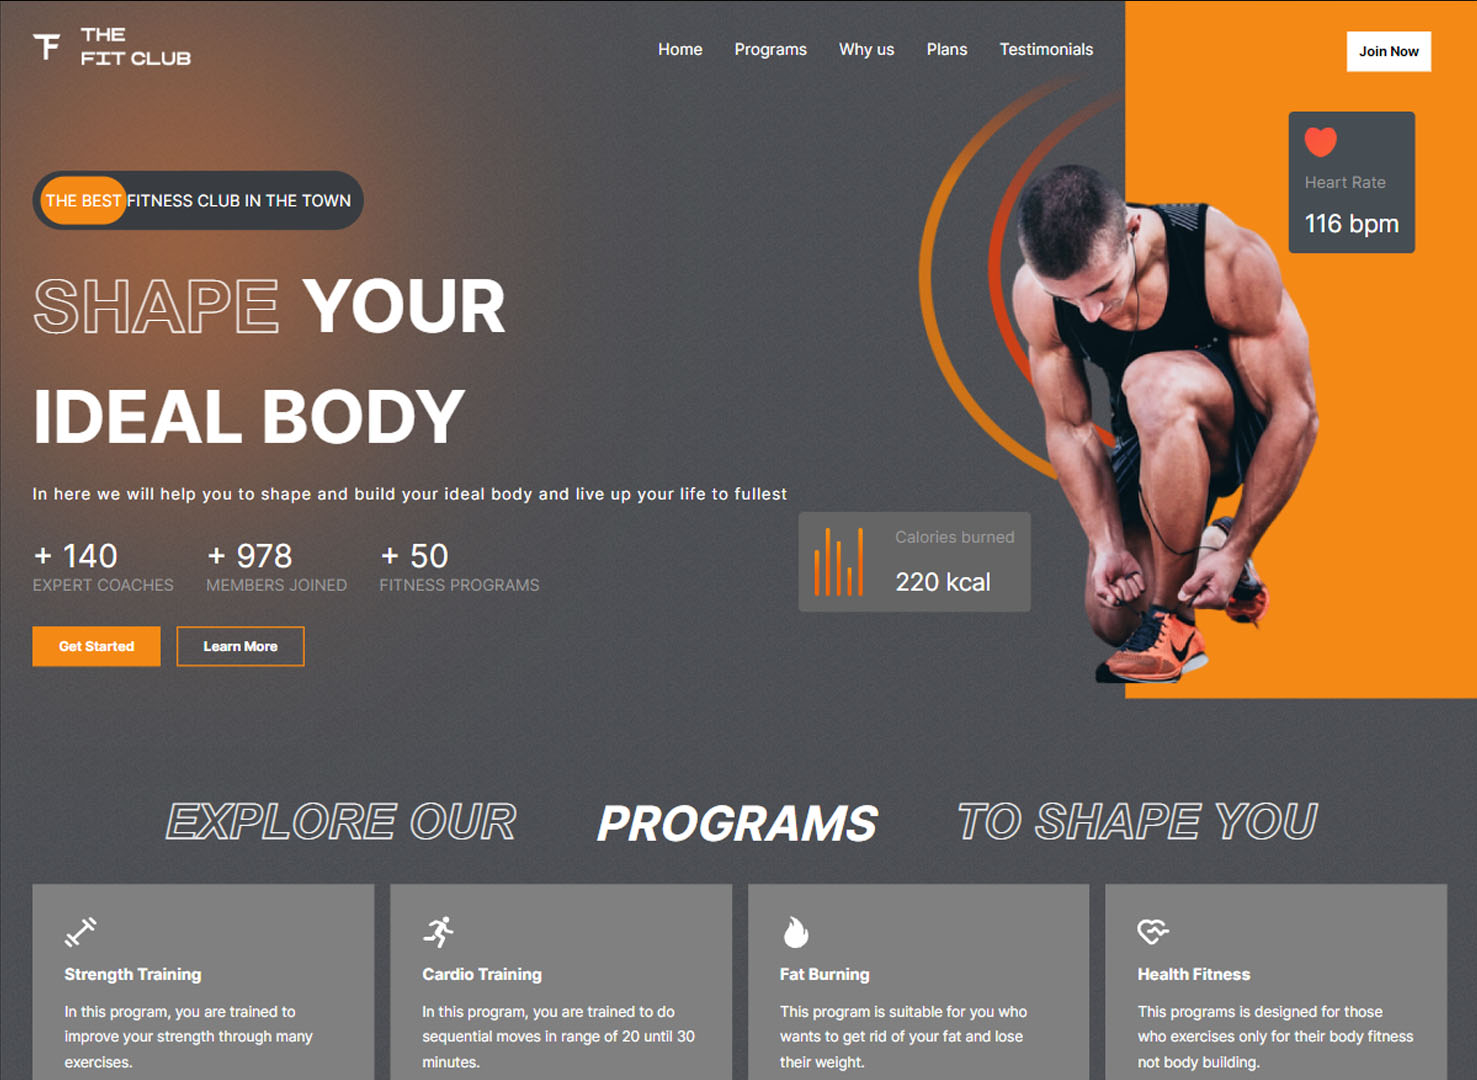 THE
FIT CLUB
Home
Programs
Why us
Plans
Testimonials
Join Now
Heart Rate
116 bpm
THE BEST FITNESS CLUB IN THE TOWN
SHAPE YOUR
IDEAL BODY
In here we will help you to shape and build your ideal body and live up your life to fullest
+ 140
EXPERT COACHES
+ 978
MEMBERS JOINED
+ 50
FITNESS PROGRAMS
Calories burned
220 kcal
Get Started
Learn More
EXPLORE OUR PROGRAMS TO SHAPE YOU
Strength Training
In this program, you are trained to
improve your strength through many
exercises.
Cardio Training
In this program, you are trained to do
sequential moves in range of 20 until 30
minutes.
Fat Burning
This program is suitable for you who
wants to get rid of your fat and lose
their weight.
Health Fitness
This programs is designed for those
who exercises only for their body fitness
not body building.